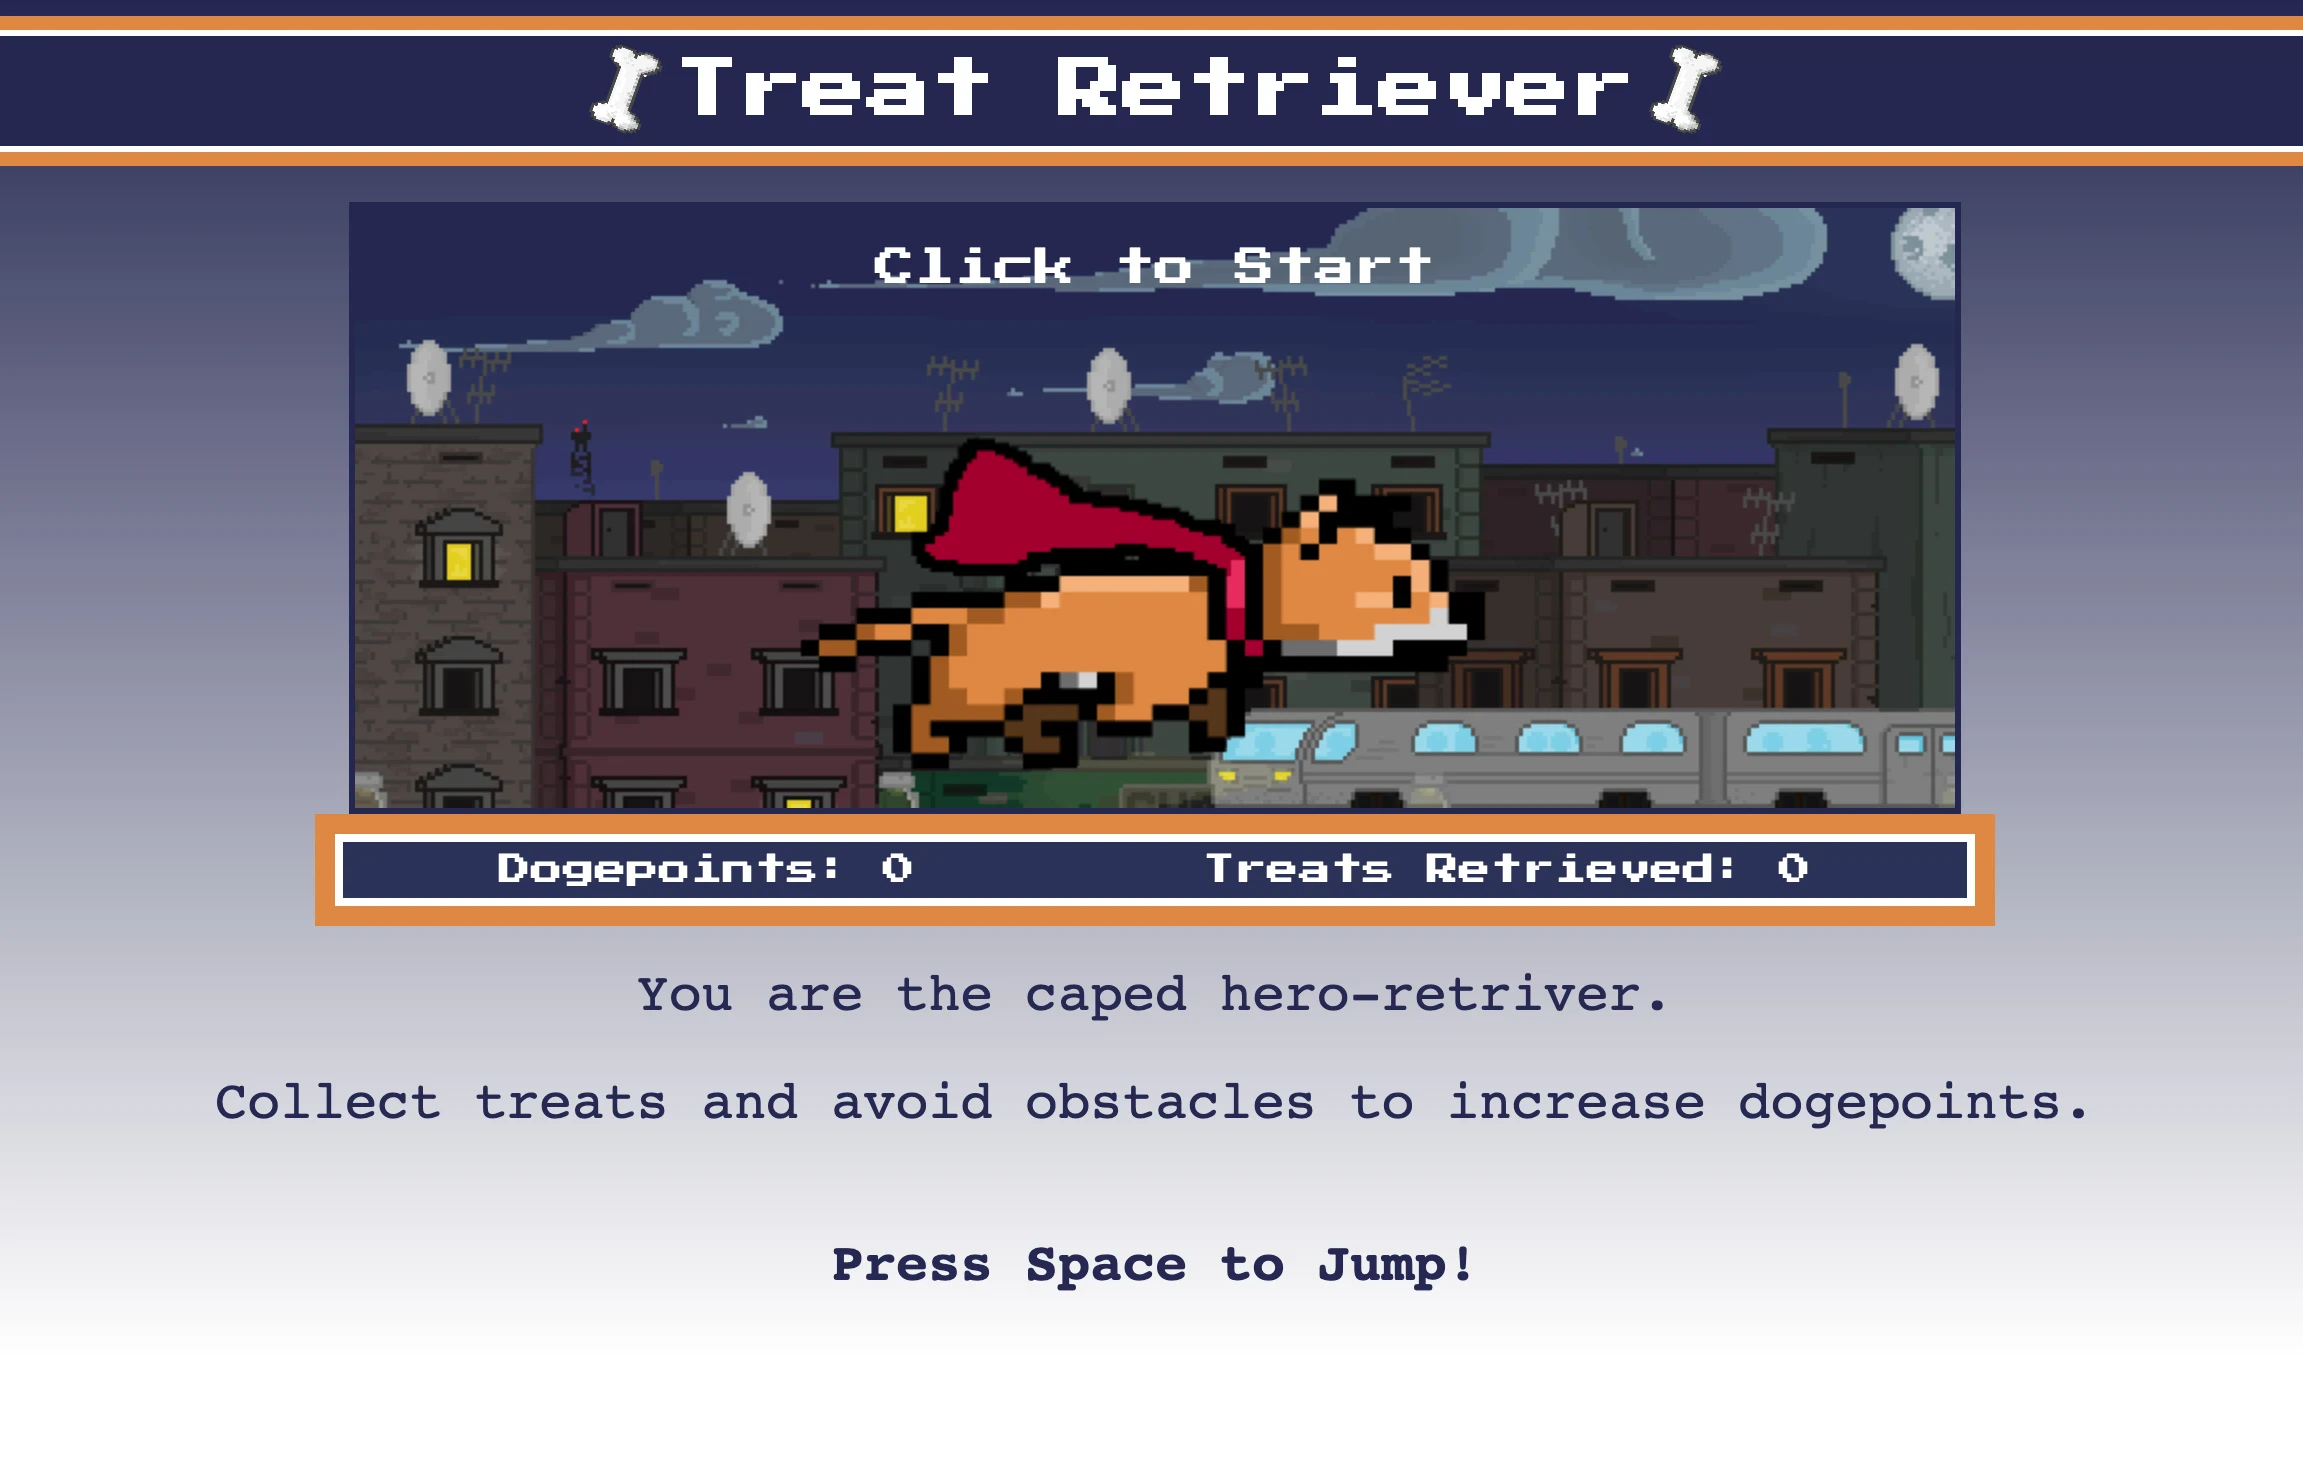 Treat Retriever
Click to Start
Dogepoints: 0 Treats Retrieved: 0
You are the caped hero-retriver.
Collect treats and avoid obstacles to increase dogepoints.
Press Space to Jump!